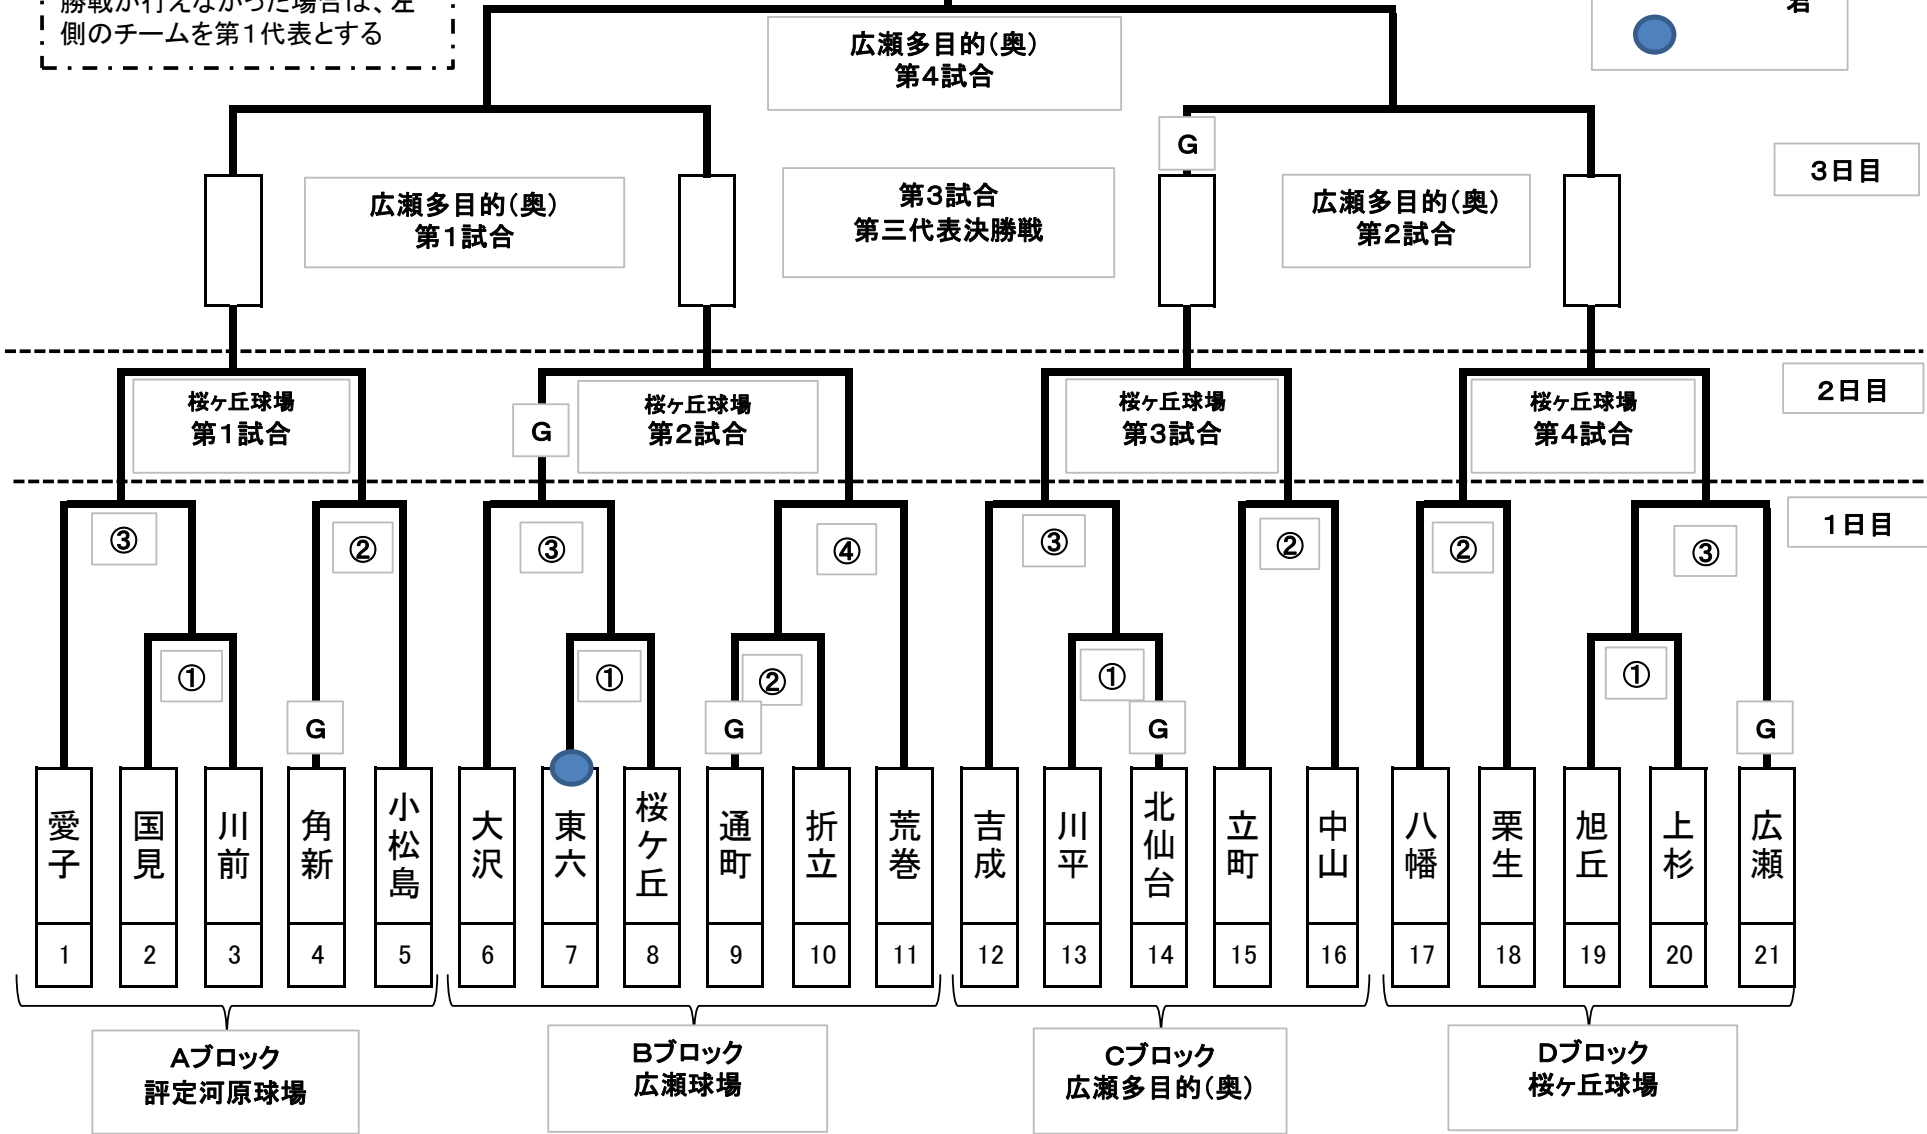 側のチームを第1代表とする
広瀬多目的(奥)
第4試合
G
3日目
広瀬多目的(奥)
第1試合
第3試合
第三代表決勝戦
広瀬多目的(奥)
第2試合
2日目
桜ヶ丘球場
第1試合
G
桜ヶ丘球場
第2試合
桜ヶ丘球場
第3試合
桜ヶ丘球場
第4試合
1日目
③
②
③
④
③
②
②
③
①
①
②
①
①
G
G
G
G
愛子
国見
川前
角新
小松島
大沢
東六
桜ケ丘
通町
折立
荒巻
吉成
川平
北仙台
立町
中山
八幡
栗生
旭丘
上杉
広瀬
1
2
3
4
5
6
7
8
9
10
11
12
13
14
15
16
17
18
19
20
21
Aブロック
評定河原球場
Bブロック
広瀬球場
Cブロック
広瀬多目的(奥)
Dブロック
桜ヶ丘球場